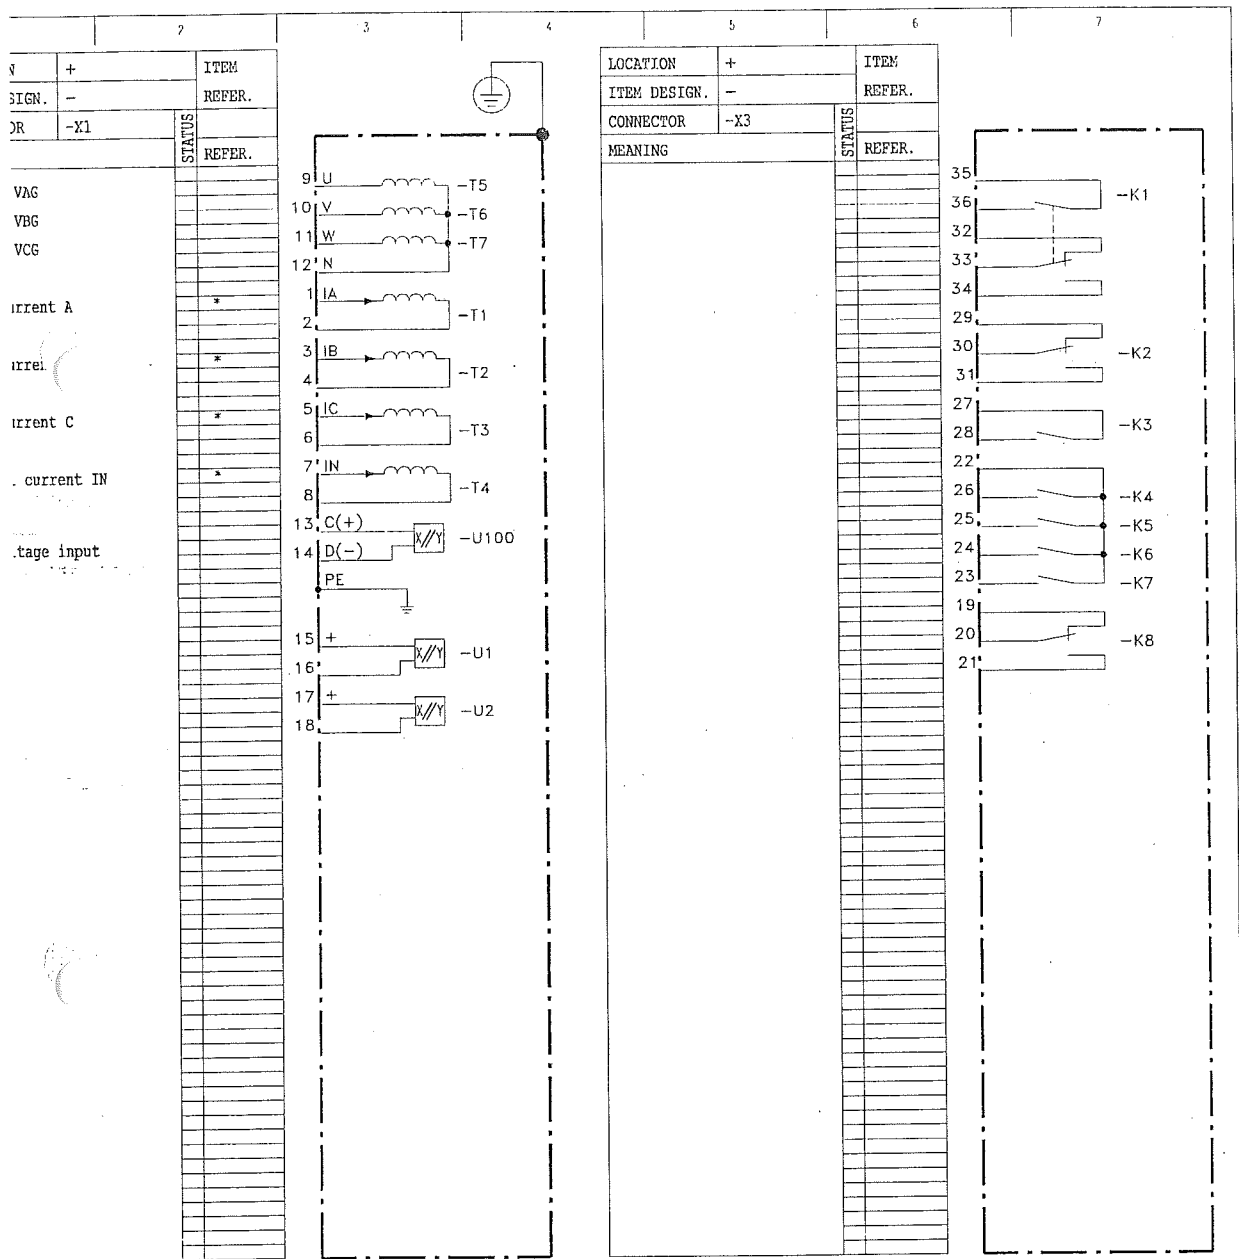 2 3 4 5 6 7
+ ITEM
SIGN. - REFER.
OR -X1
STATUS
REFER.
VAG
VBG
VCG
rrent A *
*
rrent C *
. current IN *
tage input
9 U -T5
10 V -T6
11 W -T7
12 N
1 IA
2 -T1
3 IB
4 -T2
5 IC
6 -T3
7 IN
8 -T4
13 C(+)
X//Y -U100
14 D(-)
PE
15 +
X//Y -U1
16
17 +
X//Y -U2
18
LOCATION + ITEM
ITEM DESIGN. - REFER.
CONNECTOR -X3
STATUS
MEANING REFER.
35
36 -K1
32
33
34
29
30 -K2
31
27
28 -K3
22
26 -K4
25 -K5
24 -K6
23 -K7
19
20 -K8
21